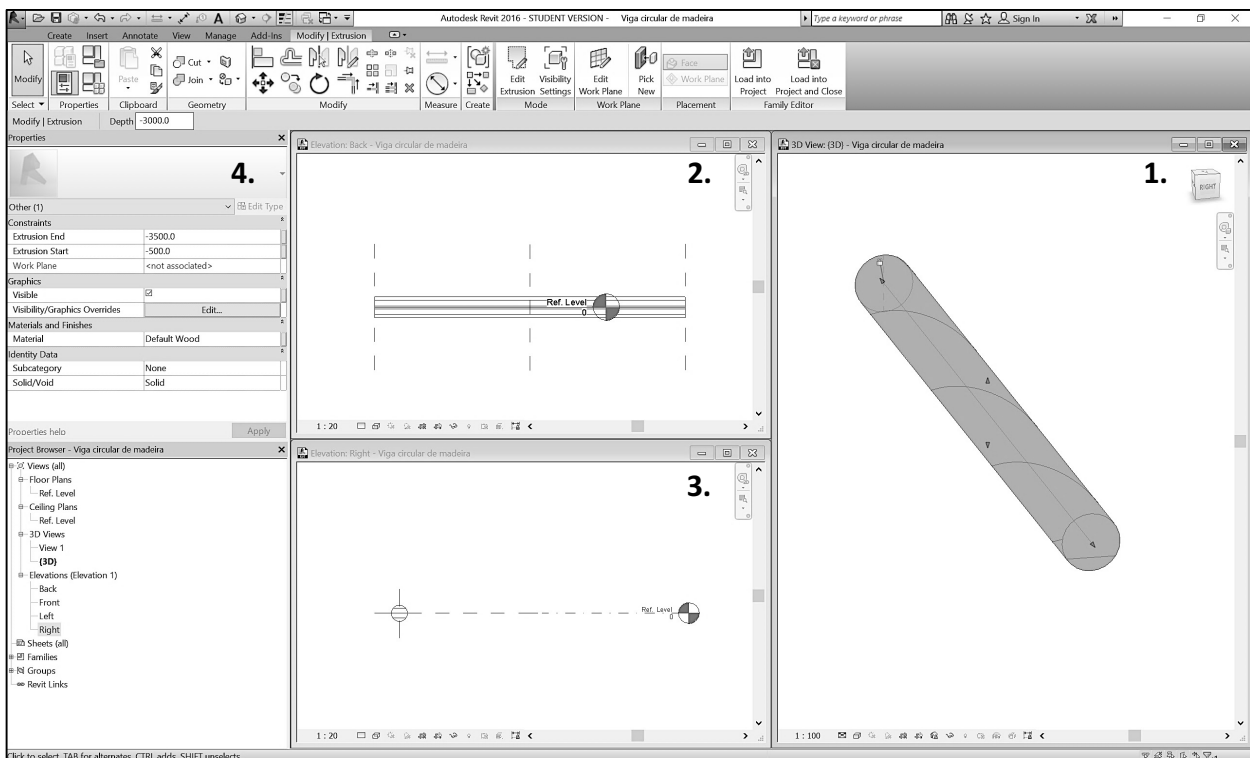 Autodesk Revit 2016 - STUDENT VERSION - Viga circular de madeira
Type a keyword or phrase
Sign In
Create Insert Annotate View Manage Add-Ins Modify | Extrusion
Modify
Paste
Cut
Join
Edit Extrusion
Visibility Settings
Edit Work Plane
Pick New
Face
Work Plane
Load into Project
Load into Project and Close
Select Properties Clipboard Geometry Modify Measure Create Mode Work Plane Placement Family Editor
Modify | Extrusion Depth -3000.0
Properties
4.
Other (1) Edit Type
Constraints
Extrusion End -3500.0
Extrusion Start -500.0
Work Plane <not associated>
Graphics
Visible
Visibility/Graphics Overrides Edit...
Materials and Finishes
Material Default Wood
Identity Data
Subcategory None
Solid/Void Solid
Properties help Apply
Project Browser - Viga circular de madeira
Views (all)
Floor Plans
Ref. Level
Ceiling Plans
Ref. Level
3D Views
View 1
{3D}
Elevations (Elevation 1)
Back
Front
Left
Right
Sheets (all)
Families
Groups
Revit Links
Elevation: Back - Viga circular de madeira
2.
Ref. Level
0
1 : 20
Elevation: Right - Viga circular de madeira
3.
Ref. Level
0
1 : 20
3D View: {3D} - Viga circular de madeira
1.
RIGHT
1 : 100
Click to select, TAB for alternates, CTRL adds, SHIFT unselects.